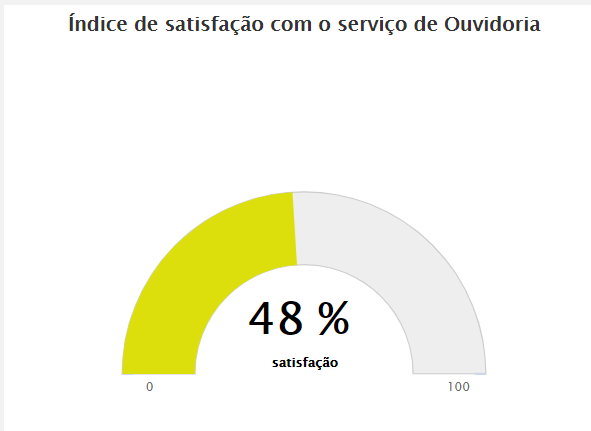 Índice de satisfação com o serviço de Ouvidoria
48 %
satisfação
0 100